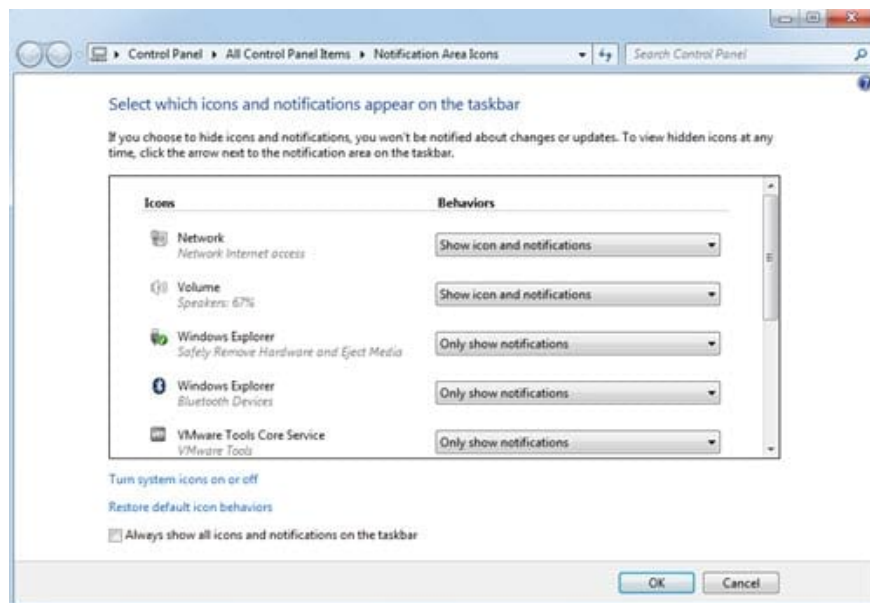 Control Panel ▸ All Control Panel Items ▸ Notification Area Icons
Search Control Panel
Select which icons and notifications appear on the taskbar
If you choose to hide icons and notifications, you won't be notified about changes or updates. To view hidden icons at any
time, click the arrow next to the notification area on the taskbar.
Icons Behaviors
Network
Network Internet access
Show icon and notifications
Volume
Speakers: 67%
Show icon and notifications
Windows Explorer
Safely Remove Hardware and Eject Media
Only show notifications
Windows Explorer
Bluetooth Devices
Only show notifications
VMware Tools Core Service
VMware Tools
Only show notifications
Turn system icons on or off
Restore default icon behaviors
Always show all icons and notifications on the taskbar
OK Cancel